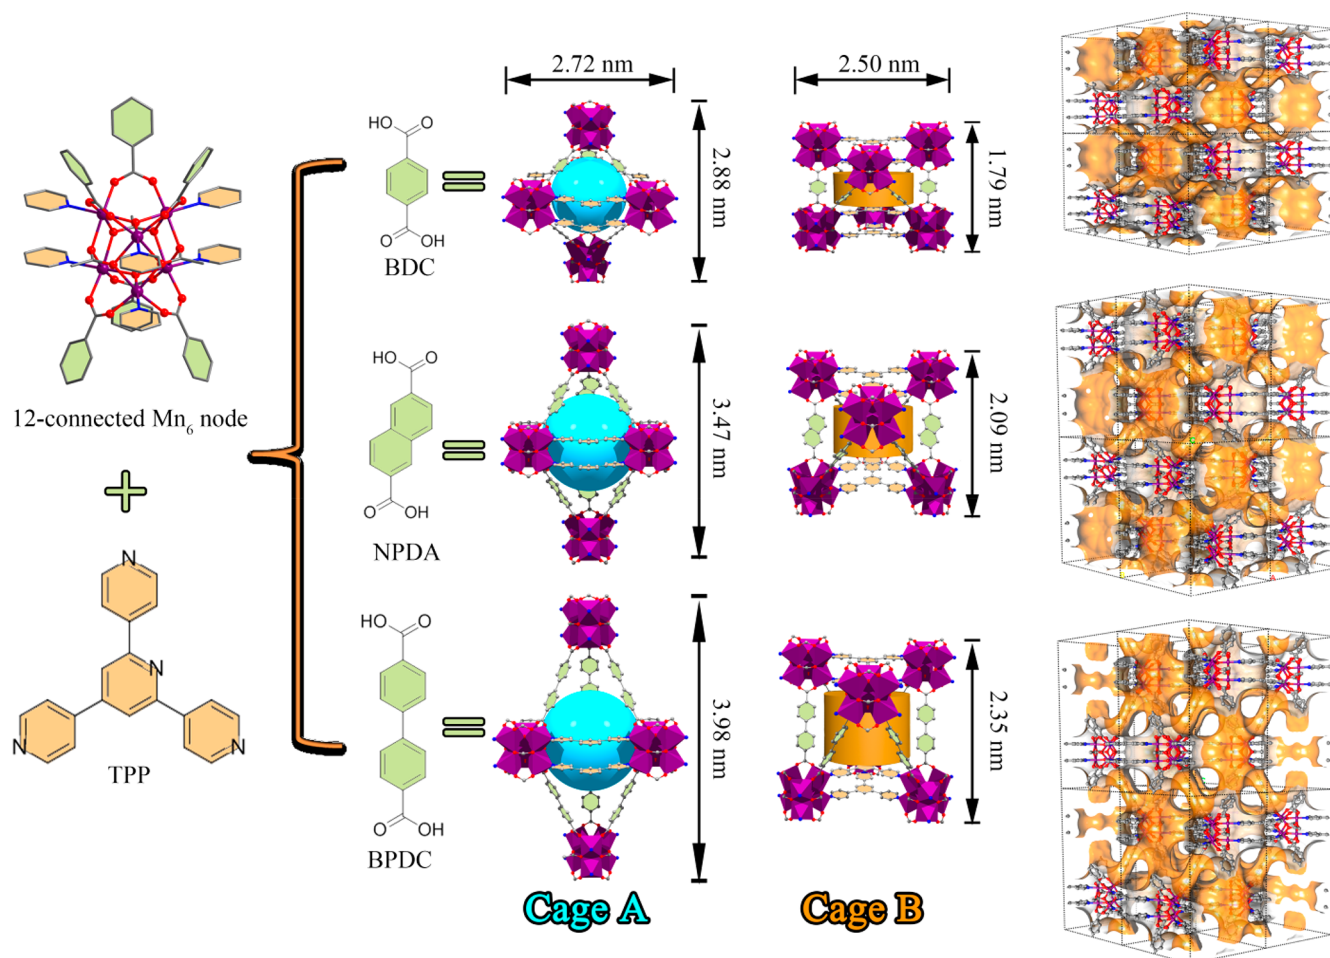 12-connected Mn6 node
+
N
N
N
N
TPP
HO
O
O
OH
BDC
=
2.72 nm
2.88 nm
2.50 nm
1.79 nm
HO
O
O
OH
NPDA
=
3.47 nm
2.09 nm
HO
O
O
OH
BPDC
=
3.98 nm
2.35 nm
Cage A
Cage B